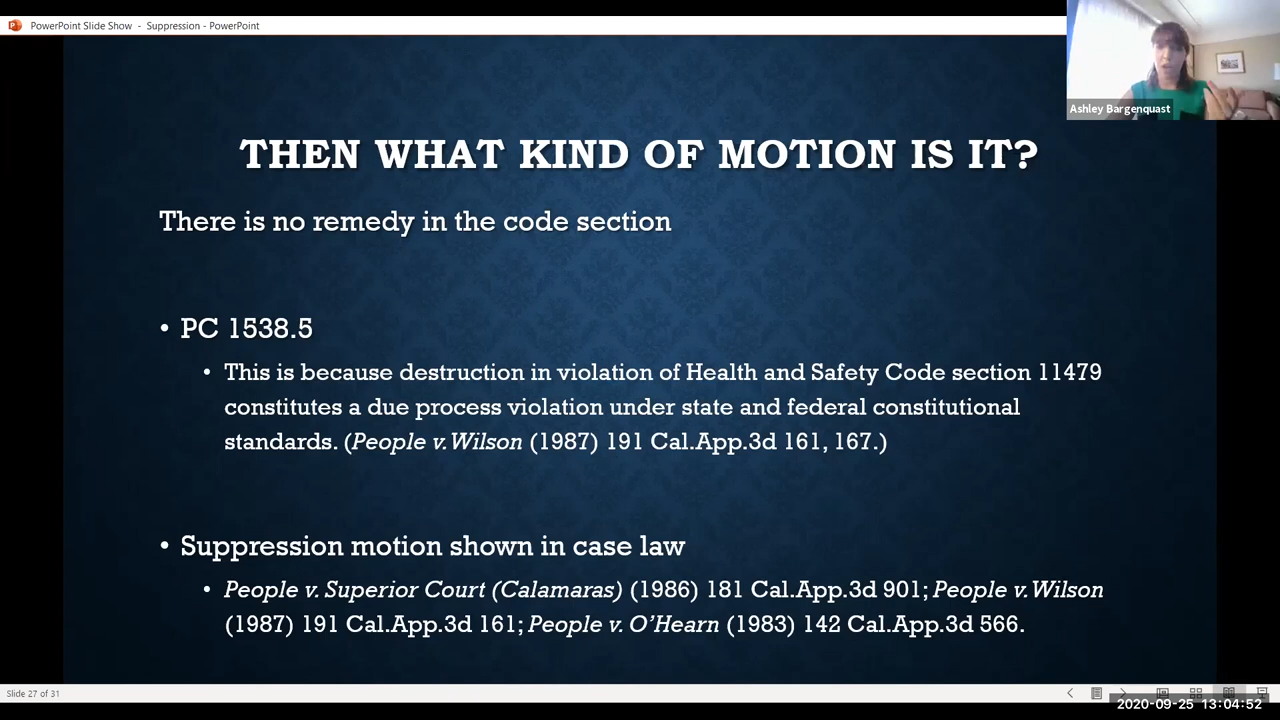 PowerPoint Slide Show - Suppression - PowerPoint
Ashley Bargenquast
THEN WHAT KIND OF MOTION IS IT?
There is no remedy in the code section
• PC 1538.5
• This is because destruction in violation of Health and Safety Code section 11479
constitutes a due process violation under state and federal constitutional
standards. (People v. Wilson (1987) 191 Cal.App.3d 161, 167.)
• Suppression motion shown in case law
• People v. Superior Court (Calamaras) (1986) 181 Cal.App.3d 901; People v. Wilson
(1987) 191 Cal.App.3d 161; People v. O'Hearn (1983) 142 Cal.App.3d 566.
Slide 27 of 31
2020-09-25 13:04:52